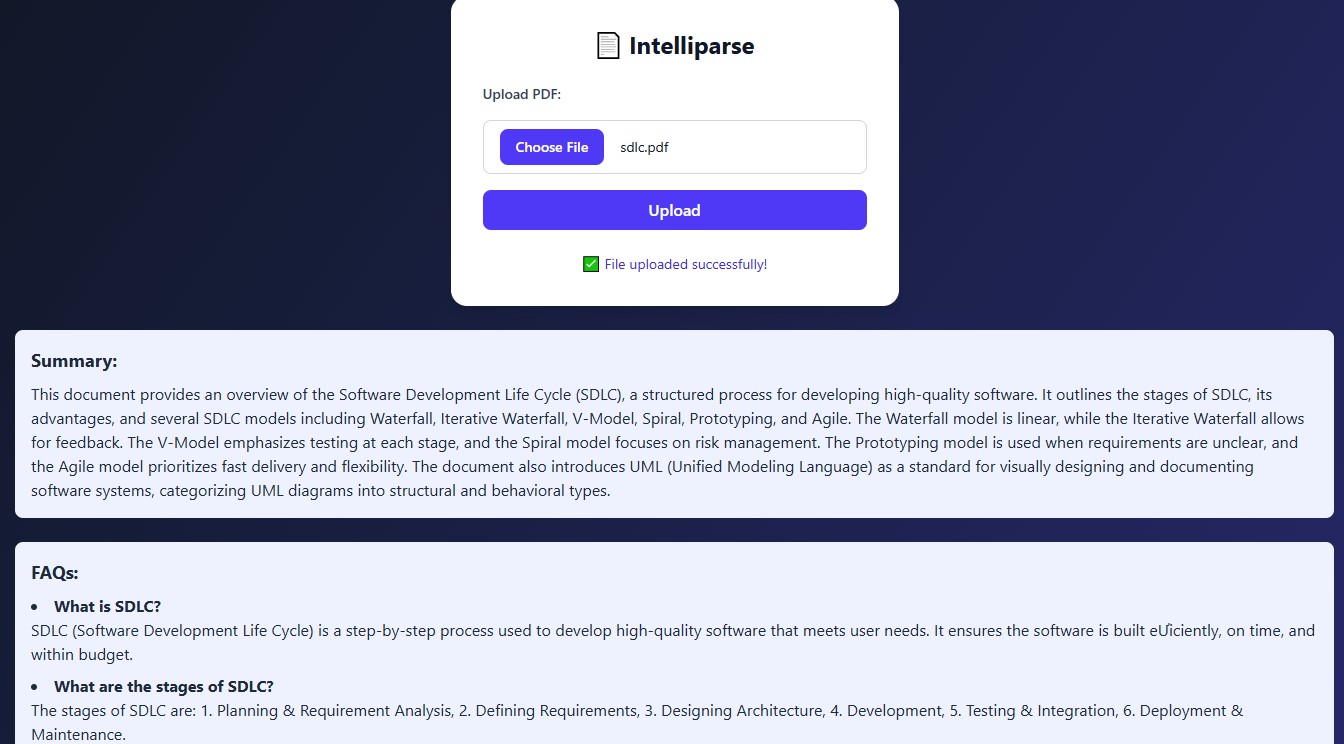 Intelliparse
Upload PDF:
Choose File sdlc.pdf
Upload
File uploaded successfully!
Summary:
This document provides an overview of the Software Development Life Cycle (SDLC), a structured process for developing high-quality software. It outlines the stages of SDLC, its
advantages, and several SDLC models including Waterfall, Iterative Waterfall, V-Model, Spiral, Prototyping, and Agile. The Waterfall model is linear, while the Iterative Waterfall allows
for feedback. The V-Model emphasizes testing at each stage, and the Spiral model focuses on risk management. The Prototyping model is used when requirements are unclear, and
the Agile model prioritizes fast delivery and flexibility. The document also introduces UML (Unified Modeling Language) as a standard for visually designing and documenting
software systems, categorizing UML diagrams into structural and behavioral types.
FAQs:
• What is SDLC?
SDLC (Software Development Life Cycle) is a step-by-step process used to develop high-quality software that meets user needs. It ensures the software is built eƯiciently, on time, and
within budget.
• What are the stages of SDLC?
The stages of SDLC are: 1. Planning & Requirement Analysis, 2. Defining Requirements, 3. Designing Architecture, 4. Development, 5. Testing & Integration, 6. Deployment &
Maintenance.